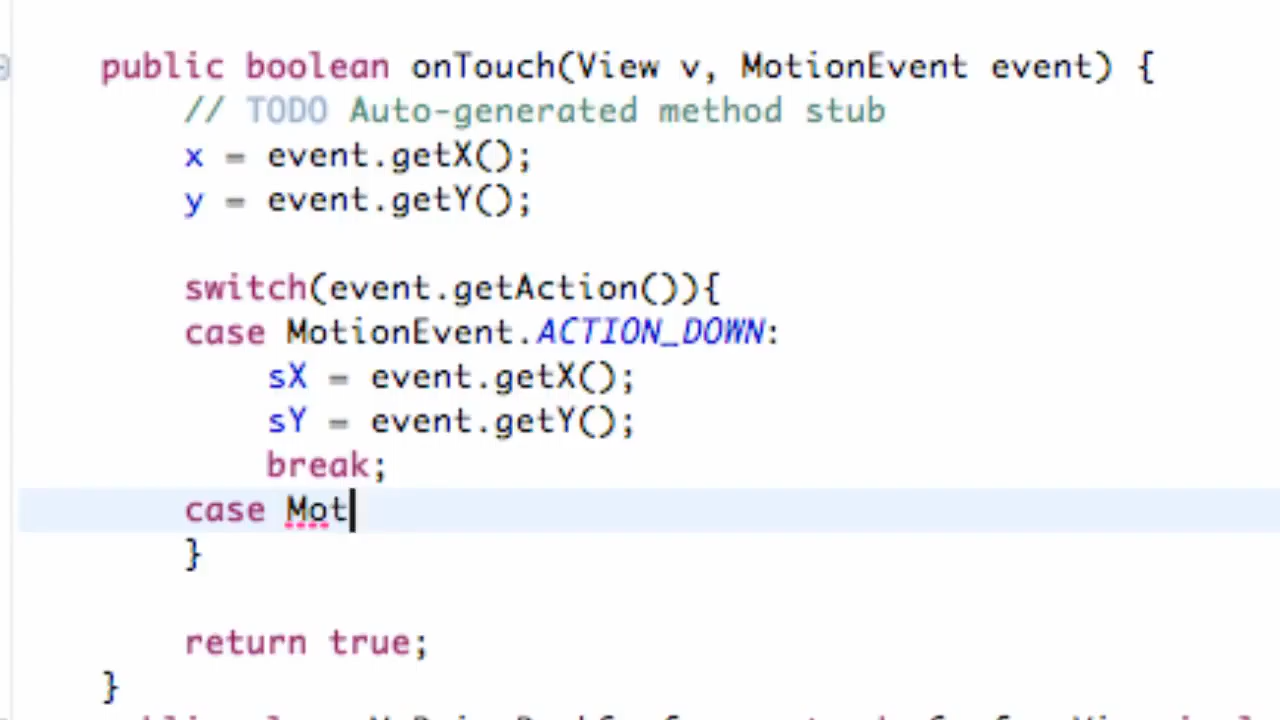 public boolean onTouch(View v, MotionEvent event) {
// TODO Auto-generated method stub
x = event.getX();
y = event.getY();
switch(event.getAction()){
case MotionEvent.ACTION_DOWN:
sX = event.getX();
sY = event.getY();
break;
case Mot
}
return true;
}